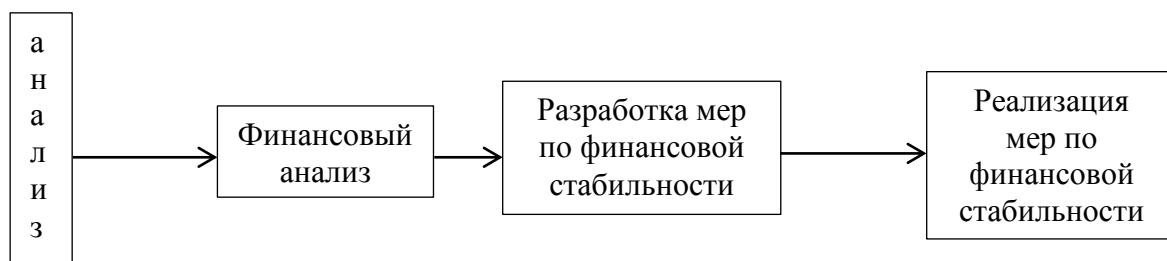 а
н
а
л
и
з
Финансовый
анализ
Разработка мер
по финансовой
стабильности
Реализация
мер по
финансовой
стабильности